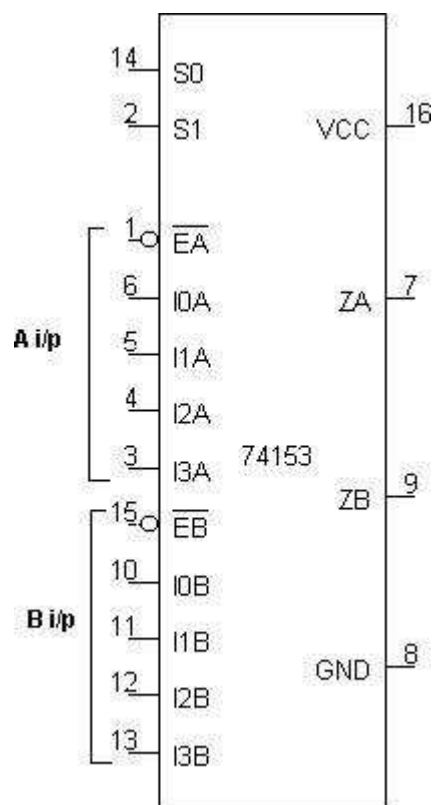 14 S0
2 S1
VCC 16
1 EA
6 I0A
ZA 7
5 I1A
A i/p
4 I2A
3 I3A
74153
ZB 9
15 EB
10 I0B
B i/p
11 I1B
GND 8
12 I2B
13 I3B